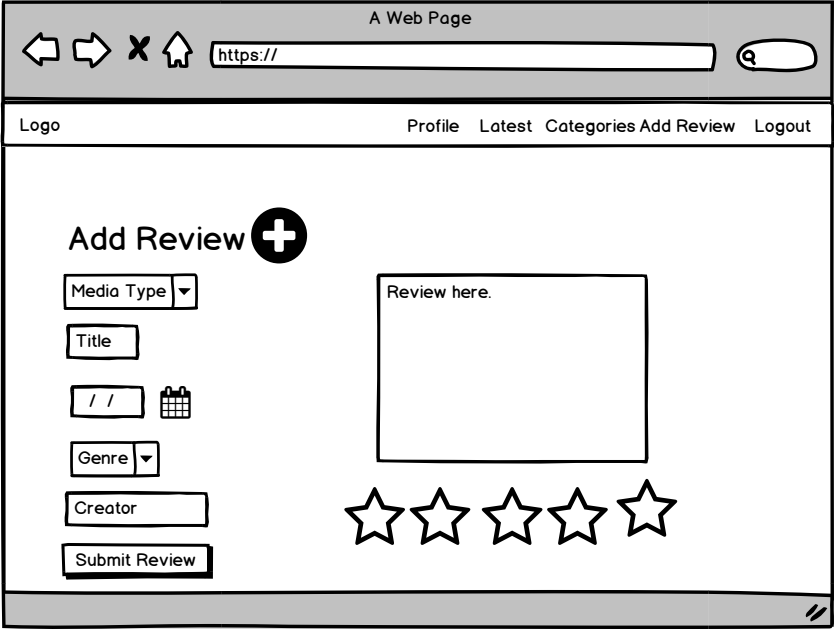 A Web Page
https://
Logo
Profile Latest Categories Add Review Logout
Add Review
Media Type
Review here.
Title
/ /
Genre
Creator
Submit Review